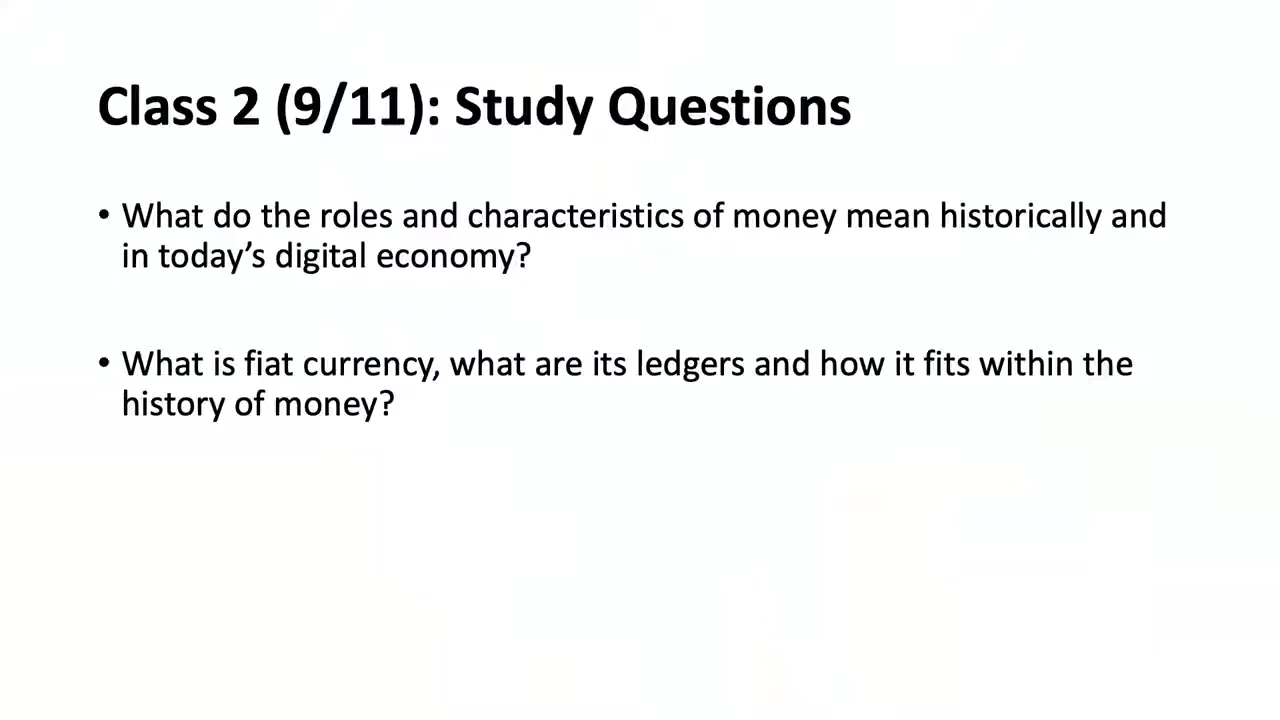 Class 2 (9/11): Study Questions
• What do the roles and characteristics of money mean historically and
in today’s digital economy?
• What is fiat currency, what are its ledgers and how it fits within the
history of money?